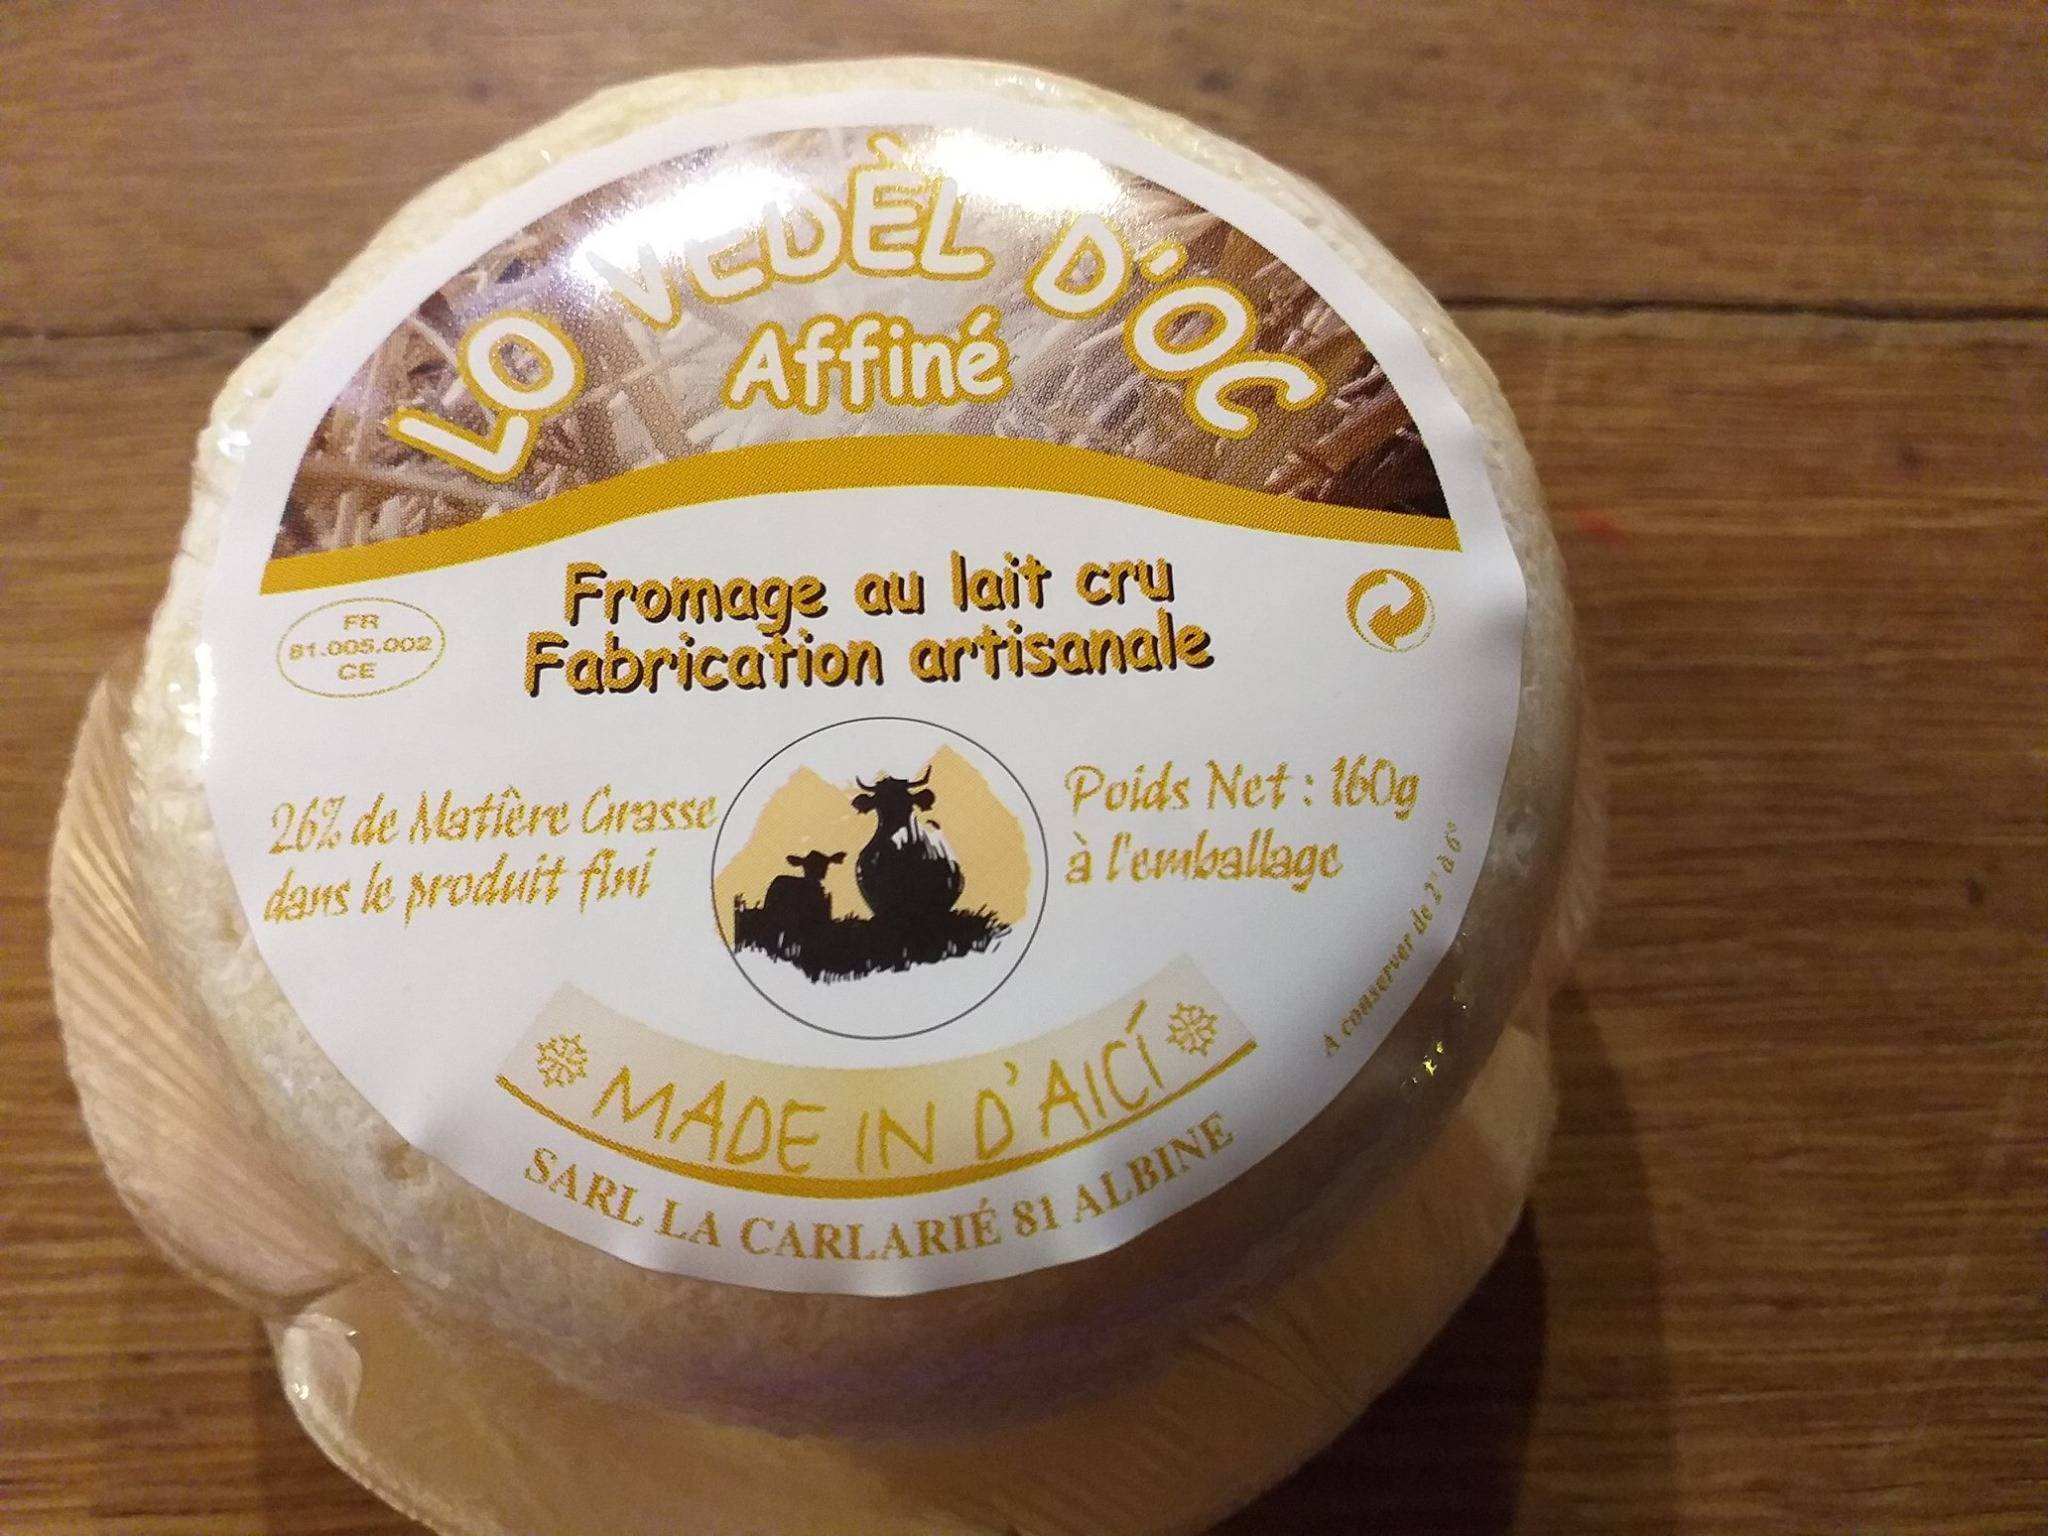 LO VEDÈL D'OC
Affiné
Fromage au lait cru
Fabrication artisanale
FR
81.005.002
CE
26% de Matière Grasse
dans le produit fini
Poids Net : 160g
à l'emballage
A conserver de 2° à 6°
MADE IN D'AICÍ
SARL LA CARLARIÉ 81 ALBINE